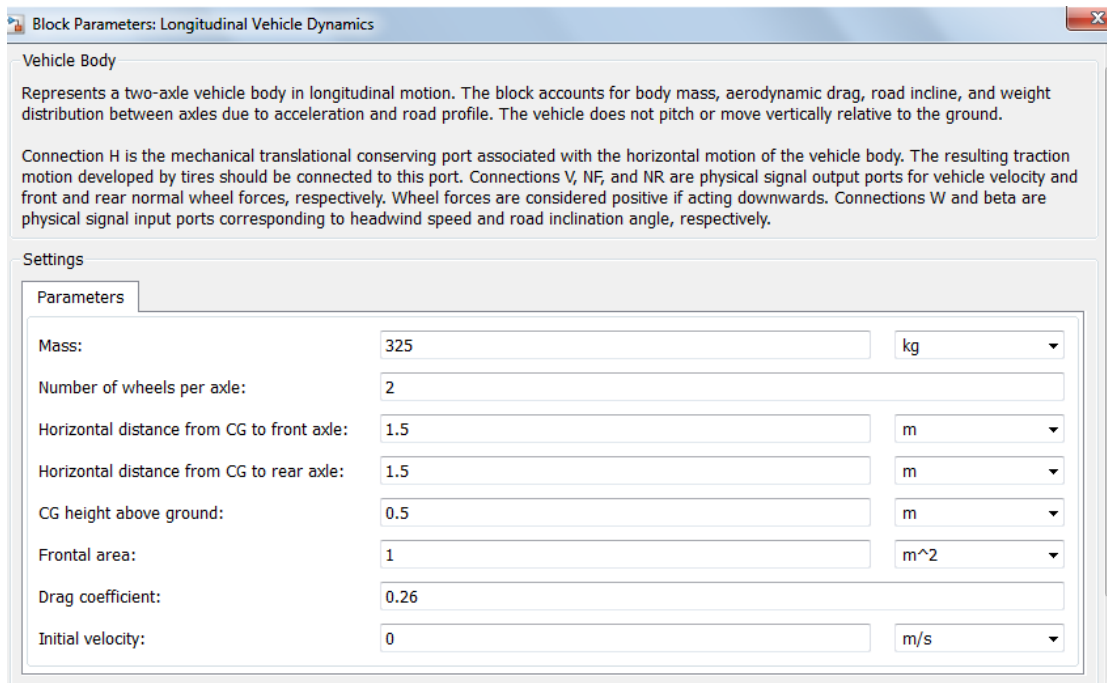 Block Parameters: Longitudinal Vehicle Dynamics
Vehicle Body
Represents a two-axle vehicle body in longitudinal motion. The block accounts for body mass, aerodynamic drag, road incline, and weight
distribution between axles due to acceleration and road profile. The vehicle does not pitch or move vertically relative to the ground.
Connection H is the mechanical translational conserving port associated with the horizontal motion of the vehicle body. The resulting traction
motion developed by tires should be connected to this port. Connections V, NF, and NR are physical signal output ports for vehicle velocity and
front and rear normal wheel forces, respectively. Wheel forces are considered positive if acting downwards. Connections W and beta are
physical signal input ports corresponding to headwind speed and road inclination angle, respectively.
Settings
Parameters
Mass: 325 kg
Number of wheels per axle: 2
Horizontal distance from CG to front axle: 1.5 m
Horizontal distance from CG to rear axle: 1.5 m
CG height above ground: 0.5 m
Frontal area: 1 m^2
Drag coefficient: 0.26
Initial velocity: 0 m/s